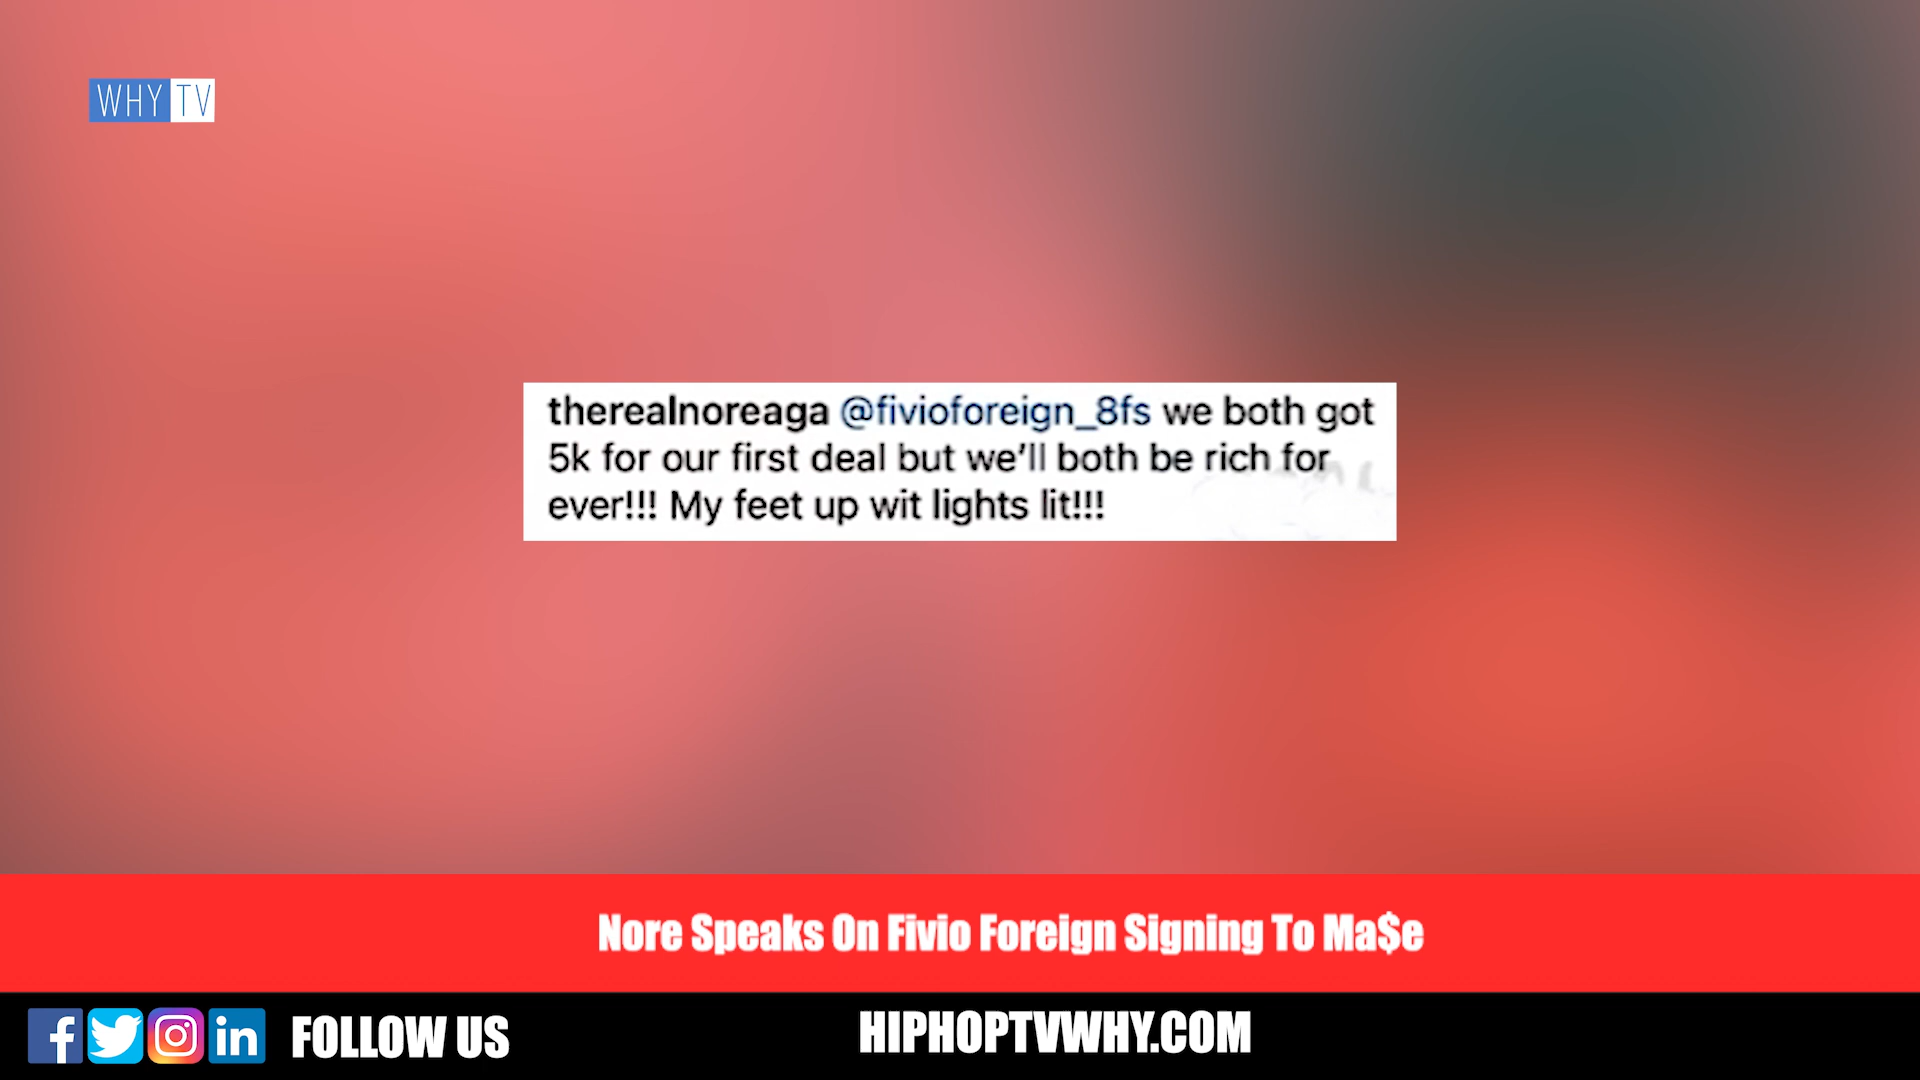 WHY TV
therealnoreaga @fivioforeign_8fs we both got
5k for our first deal but we'll both be rich for
ever!!! My feet up wit lights lit!!!
Nore Speaks On Fivio Foreign Signing To Ma$e
FOLLOW US
HIPHOPTVWHY.COM